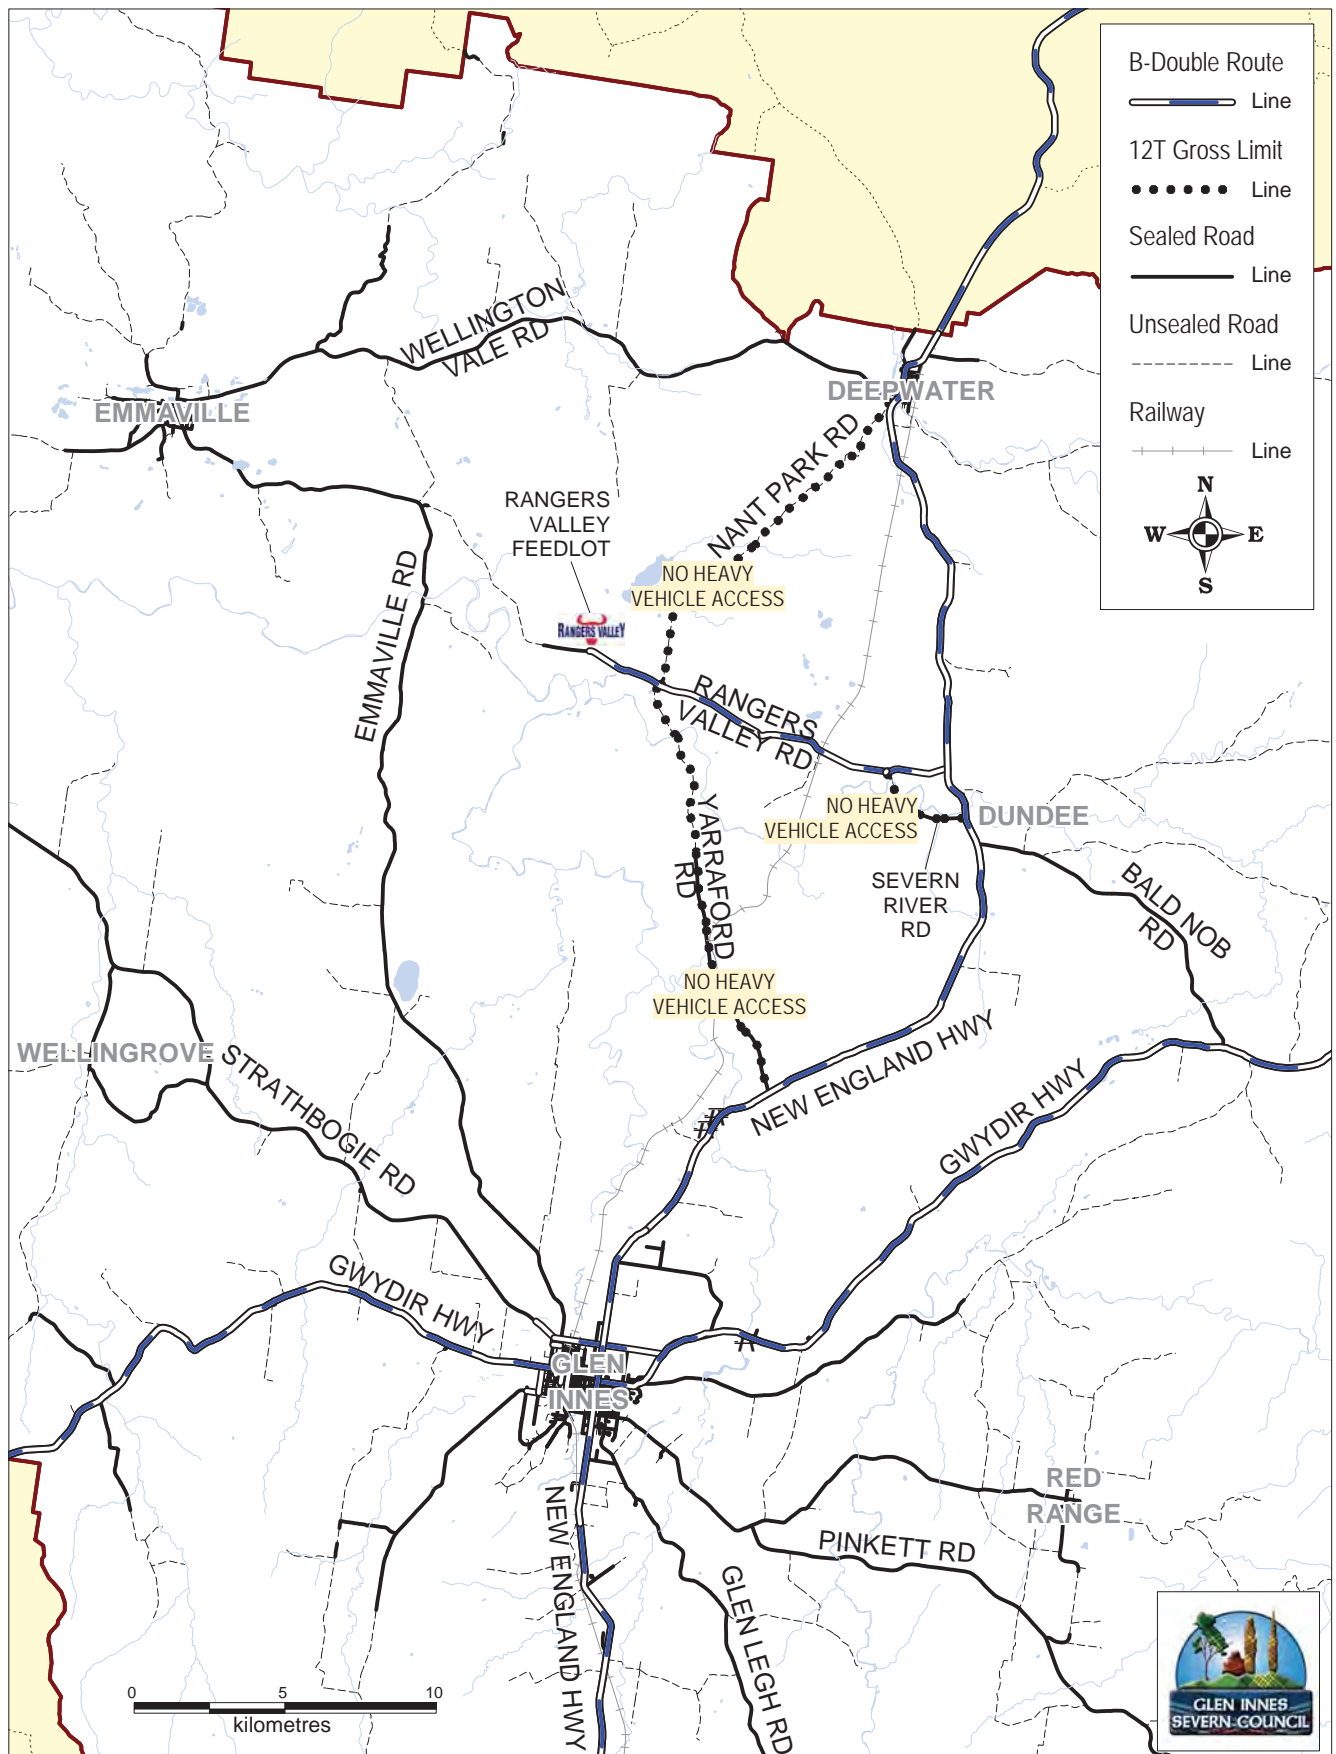 B-Double Route
Line
12T Gross Limit
Line
Sealed Road
Line
Unsealed Road
Line
Railway
Line
N
W E
S
WELLINGTON
VALE RD
EMMAVILLE
DEEPWATER
NANT PARK RD
RANGERS
VALLEY
FEEDLOT
NO HEAVY
VEHICLE ACCESS
RANGERS VALLEY
EMMAVILLE RD
RANGERS
VALLEY RD
YARRAFORD
RD
NO HEAVY
VEHICLE ACCESS
DUNDEE
SEVERN
RIVER
RD
BALD NOB
RD
NO HEAVY
VEHICLE ACCESS
WELLINGROVE
STRATHBOGIE RD
NEW ENGLAND HWY
GWYDIR HWY
GWYDIR HWY
GLEN
INNES
RED
RANGE
PINKETT RD
NEW ENGLAND HWY
GLEN LEGH RD
0 5 10
kilometres
GLEN INNES
SEVERN COUNCIL